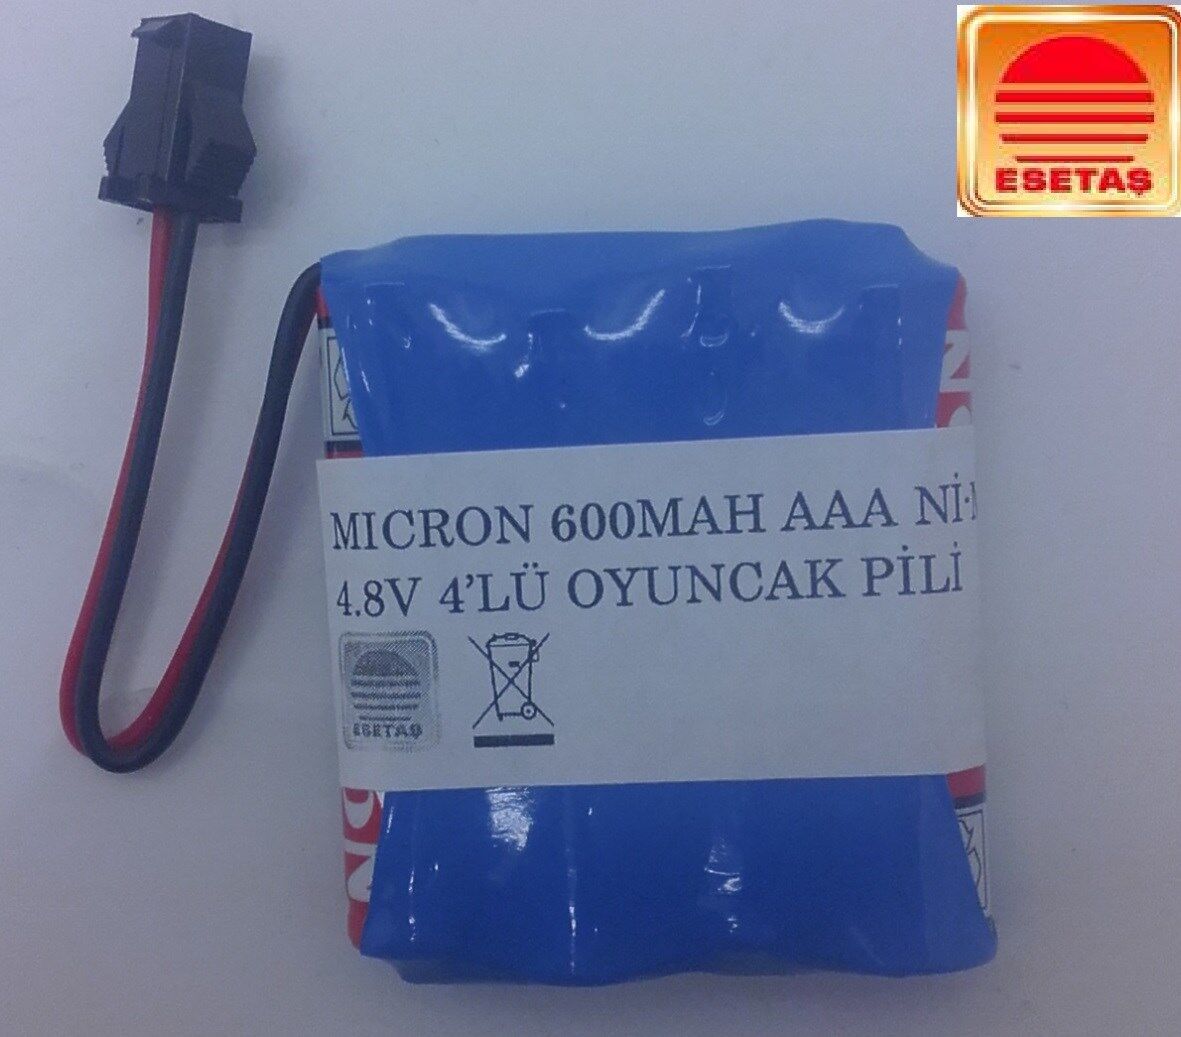 ESETAŞ
MICRON 600MAH AAA Nİ-
4.8V 4'LÜ OYUNCAK PİLİ
ESETAŞ